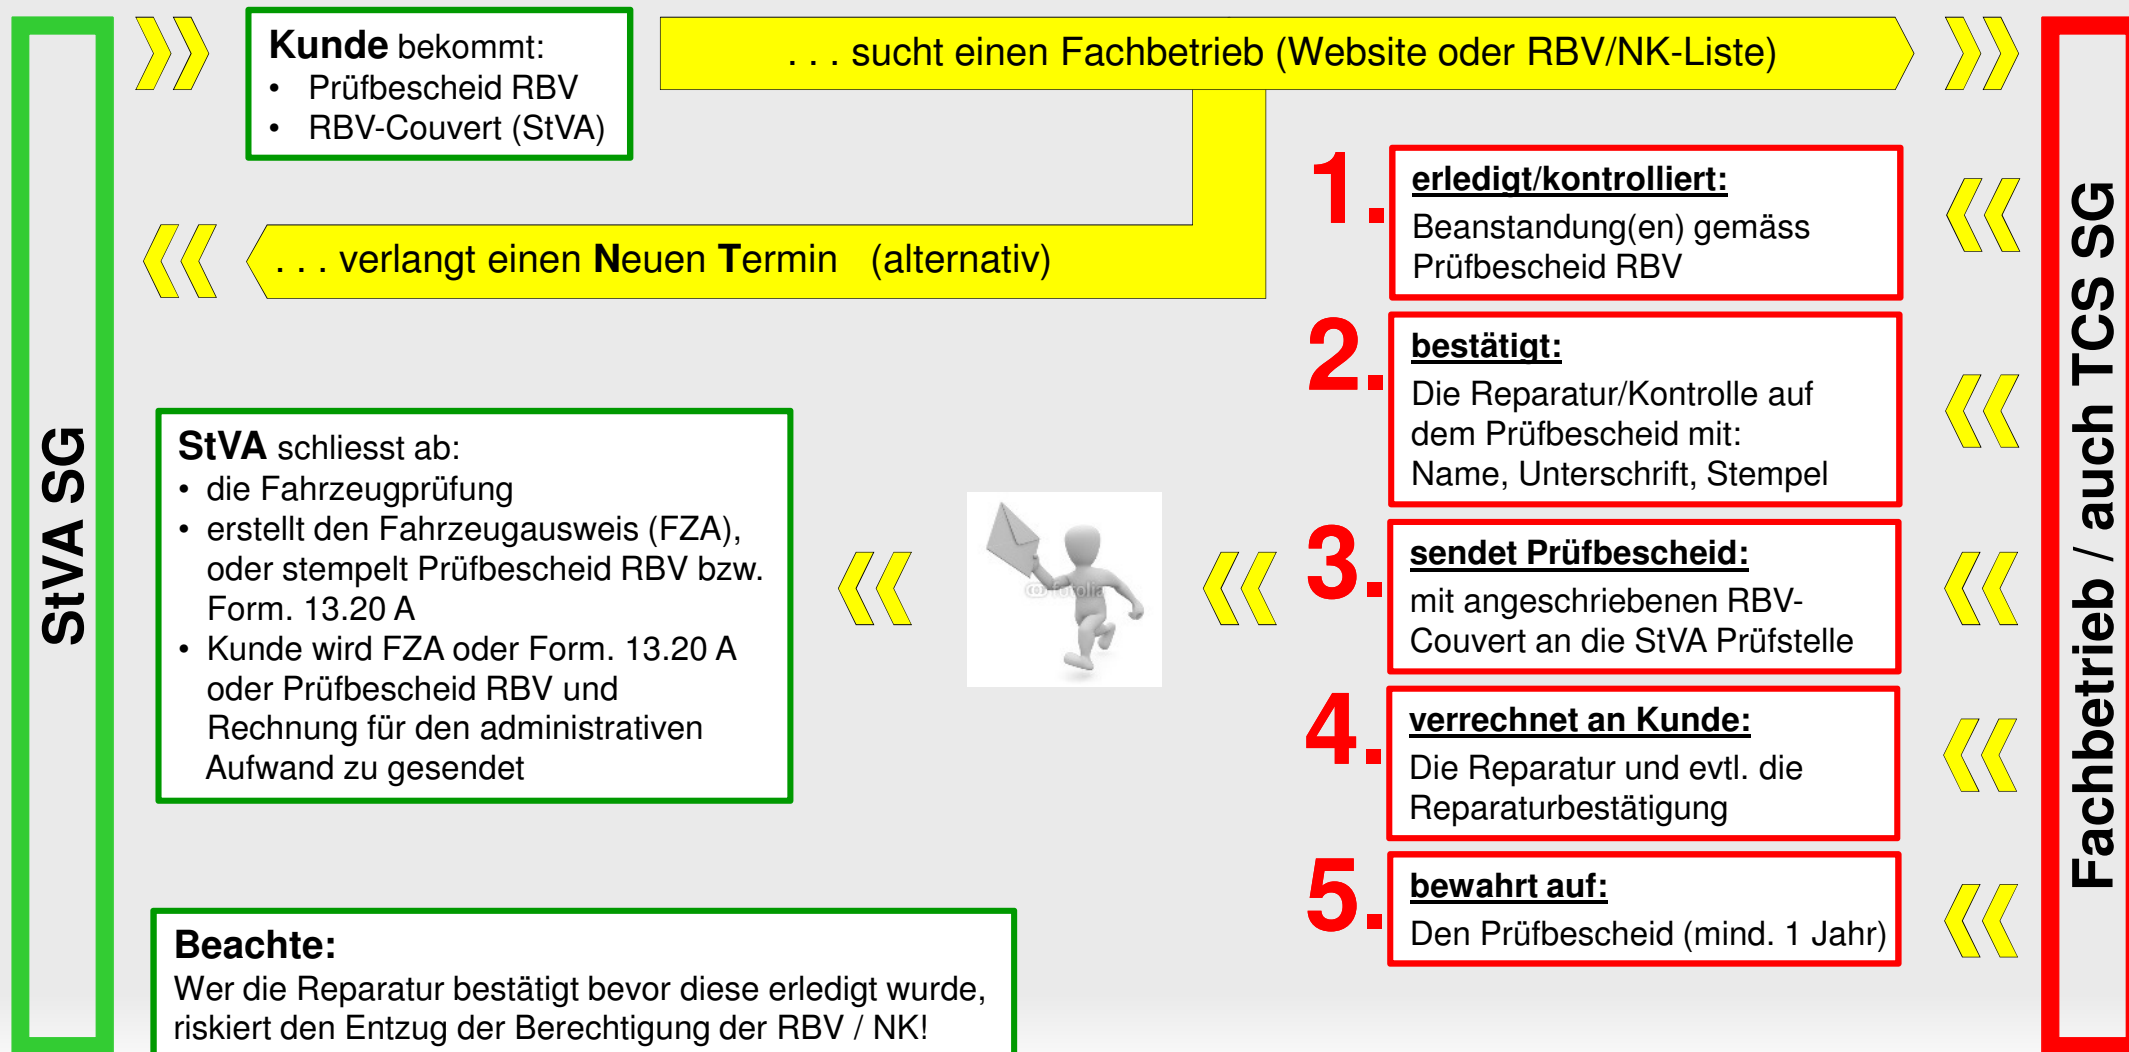 StVA SG
Kunde bekommt:
• Prüfbescheid RBV
• RBV-Couvert (StVA)
. . . sucht einen Fachbetrieb (Website oder RBV/NK-Liste)
. . . verlangt einen Neuen Termin (alternativ)
1.
erledigt/kontrolliert:
Beanstandung(en) gemäss
Prüfbescheid RBV
2.
bestätigt:
Die Reparatur/Kontrolle auf
dem Prüfbescheid mit:
Name, Unterschrift, Stempel
3.
sendet Prüfbescheid:
mit angeschriebenen RBV-
Couvert an die StVA Prüfstelle
4.
verrechnet an Kunde:
Die Reparatur und evtl. die
Reparaturbestätigung
5.
bewahrt auf:
Den Prüfbescheid (mind. 1 Jahr)
Fachbetrieb / auch TCS SG
fotolia
StVA schliesst ab:
• die Fahrzeugprüfung
• erstellt den Fahrzeugausweis (FZA),
oder stempelt Prüfbescheid RBV bzw.
Form. 13.20 A
• Kunde wird FZA oder Form. 13.20 A
oder Prüfbescheid RBV und
Rechnung für den administrativen
Aufwand zu gesendet
Beachte:
Wer die Reparatur bestätigt bevor diese erledigt wurde,
riskiert den Entzug der Berechtigung der RBV / NK!